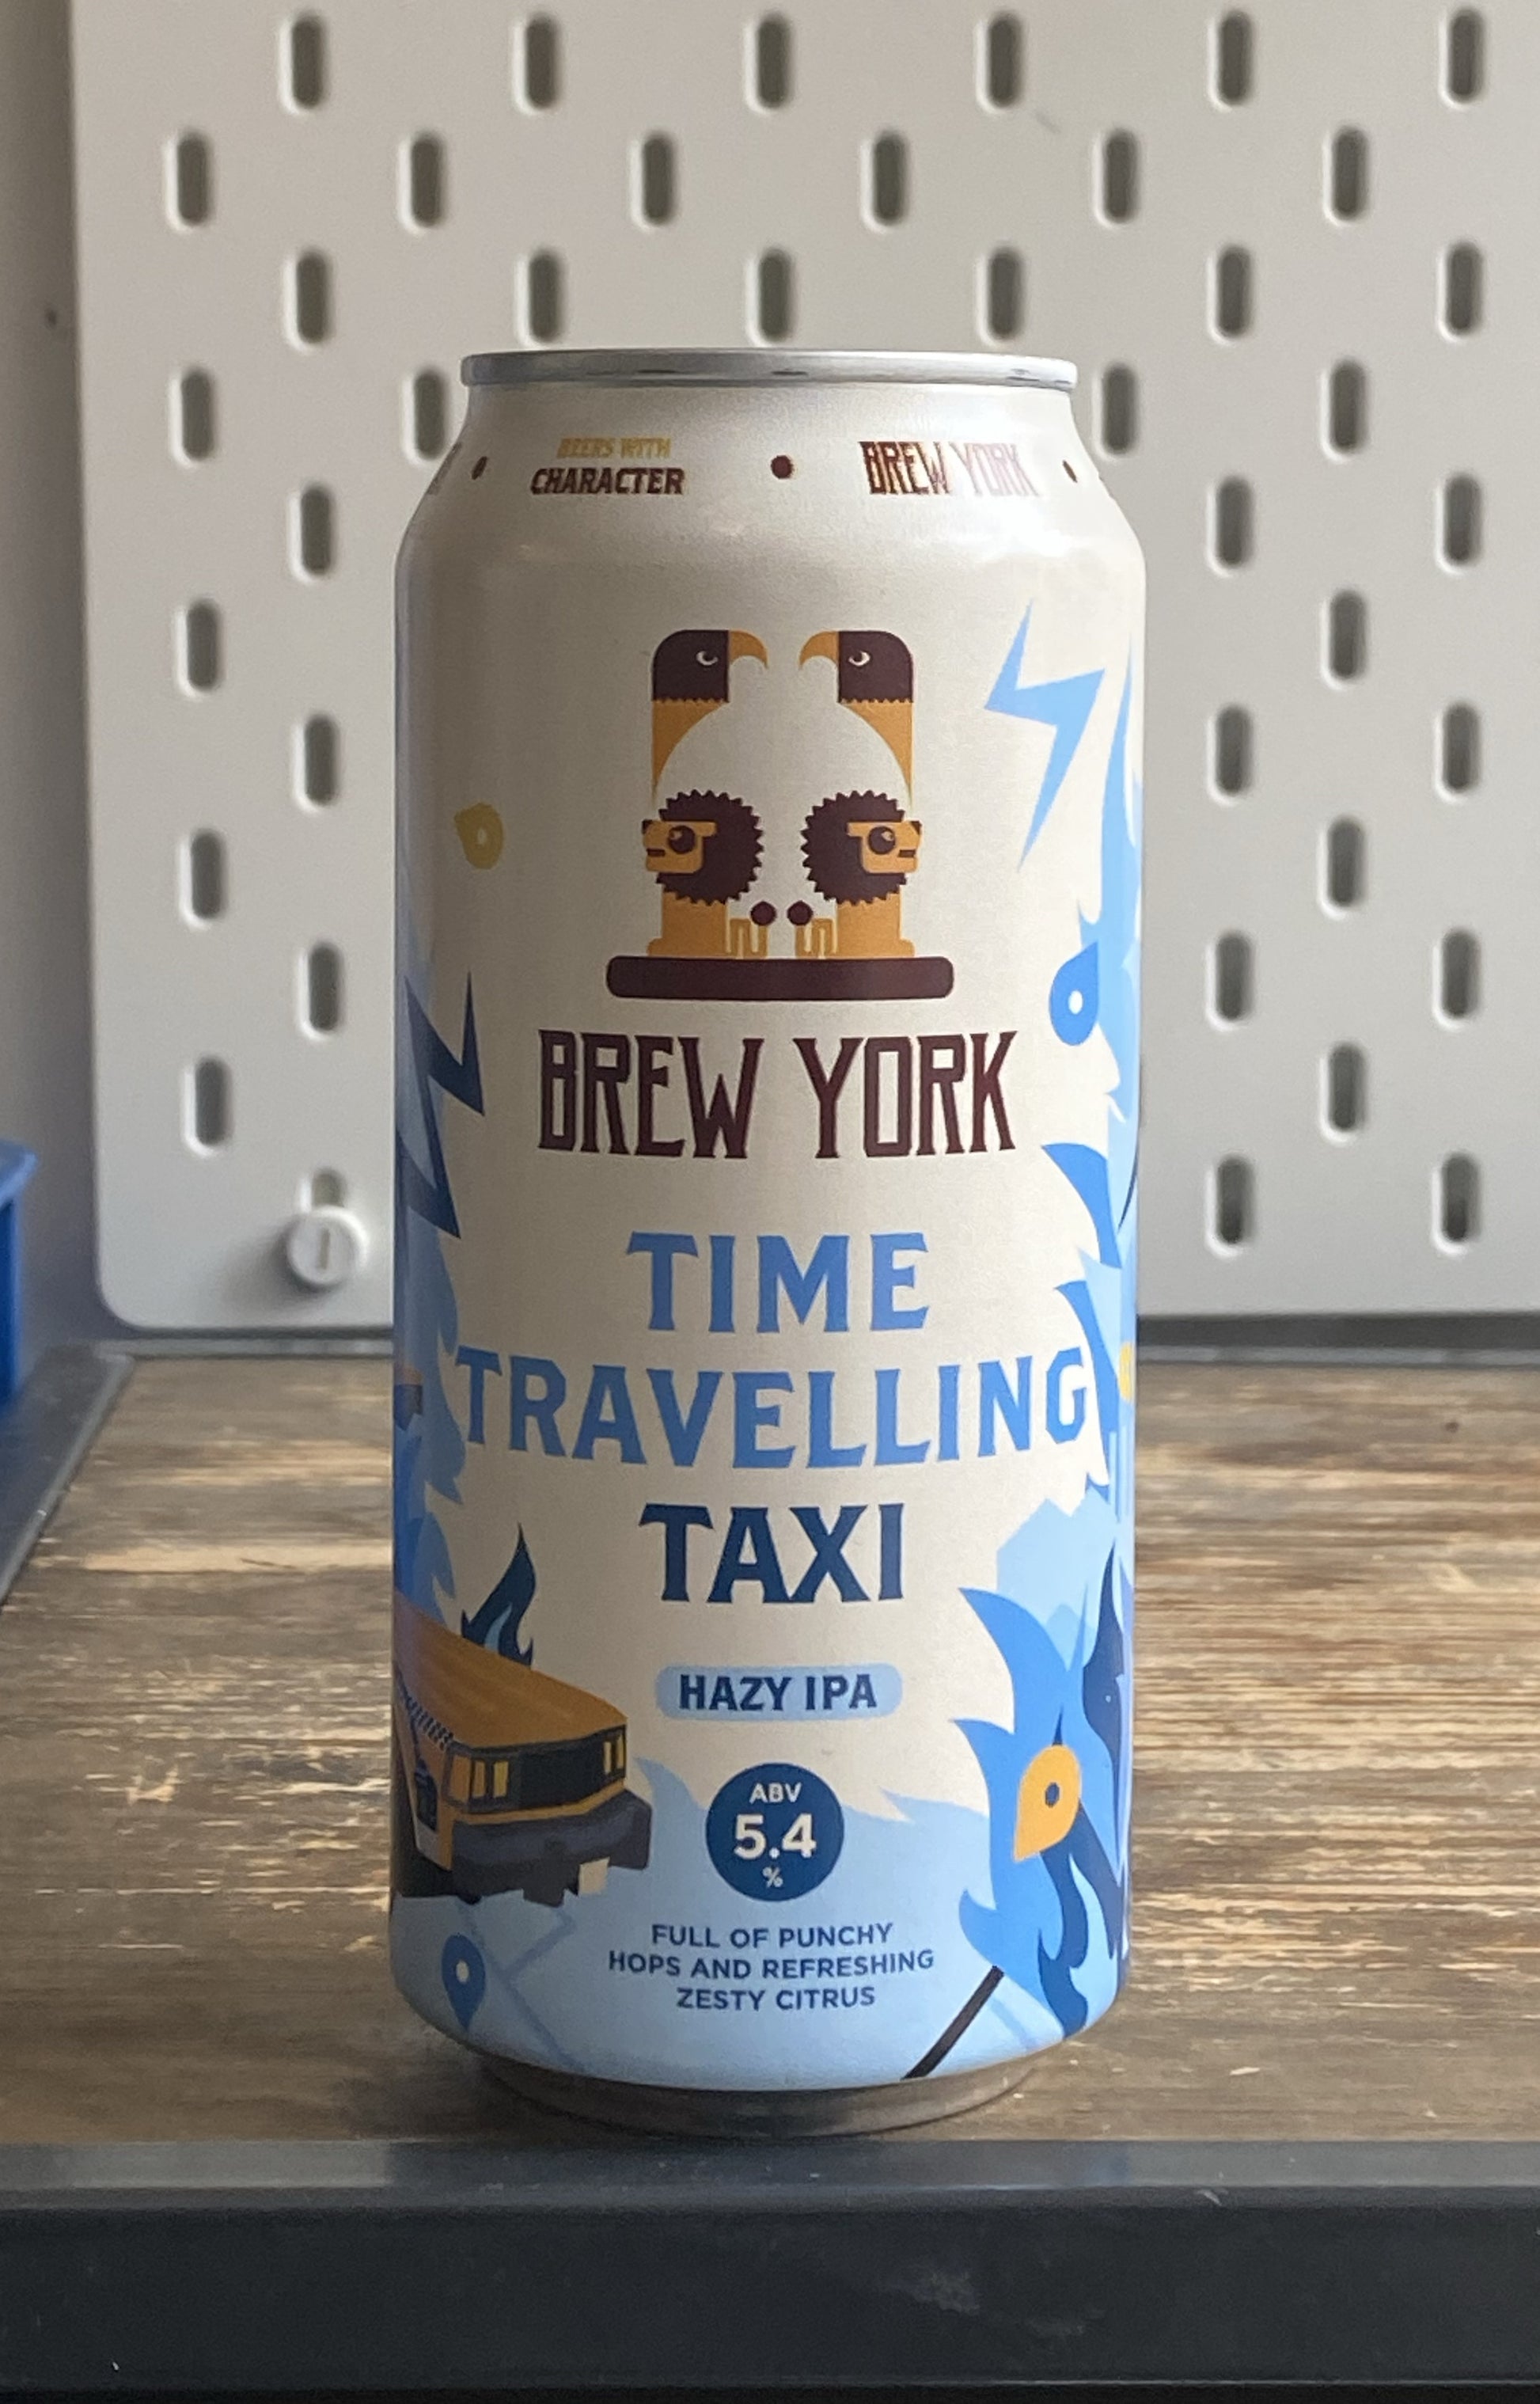 BEERS WITH
CHARACTER
BREW YORK
BREW YORK
TIME
TRAVELLING
TAXI
HAZY IPA
ABV
5.4
%
FULL OF PUNCHY
HOPS AND REFRESHING
ZESTY CITRUS